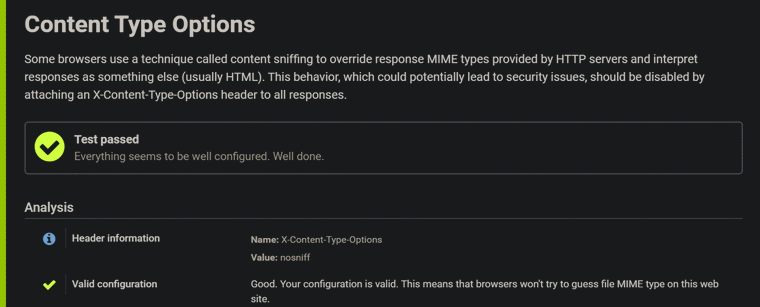 Content Type Options
Some browsers use a technique called content sniffing to override response MIME types provided by HTTP servers and interpret
responses as something else (usually HTML). This behavior, which could potentially lead to security issues, should be disabled by
attaching an X-Content-Type-Options header to all responses.
Test passed
Everything seems to be well configured. Well done.
Analysis
Header information
Name: X-Content-Type-Options
Value: nosniff
Valid configuration
Good. Your configuration is valid. This means that browsers won't try to guess file MIME type on this web
site.